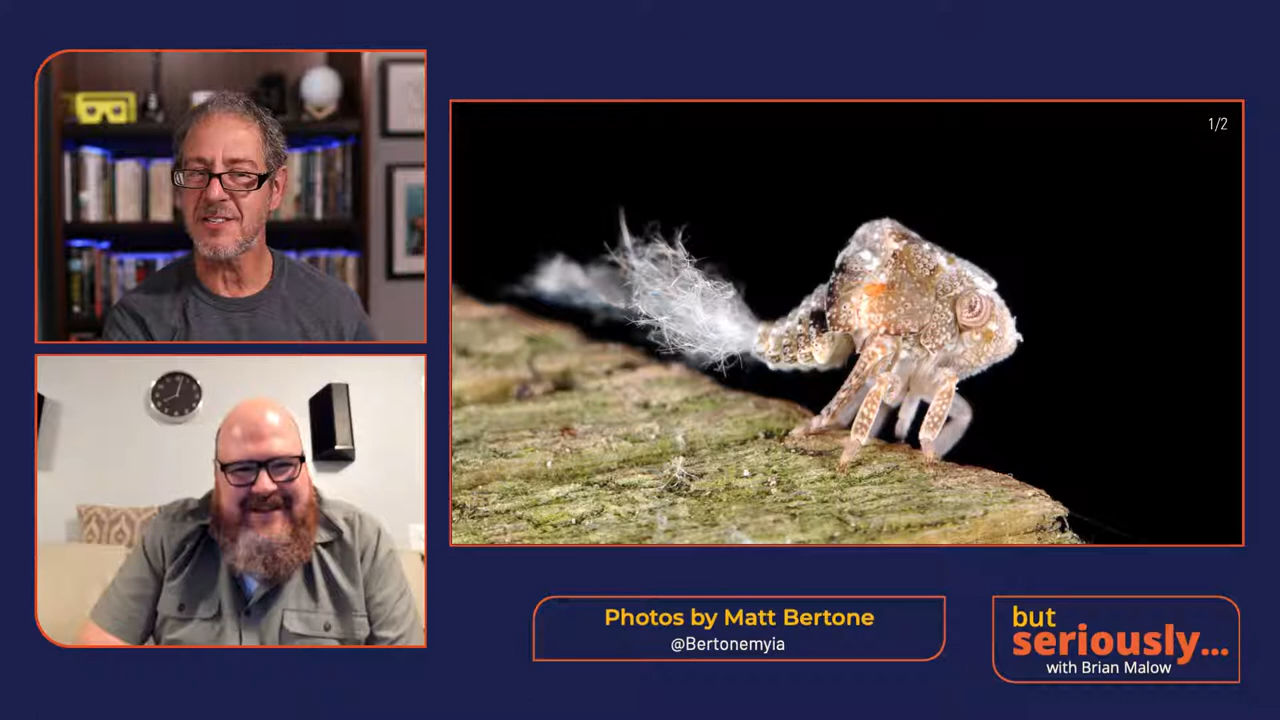 1/2
Photos by Matt Bertone
@Bertonemyia
but
seriously...
with Brian Malow